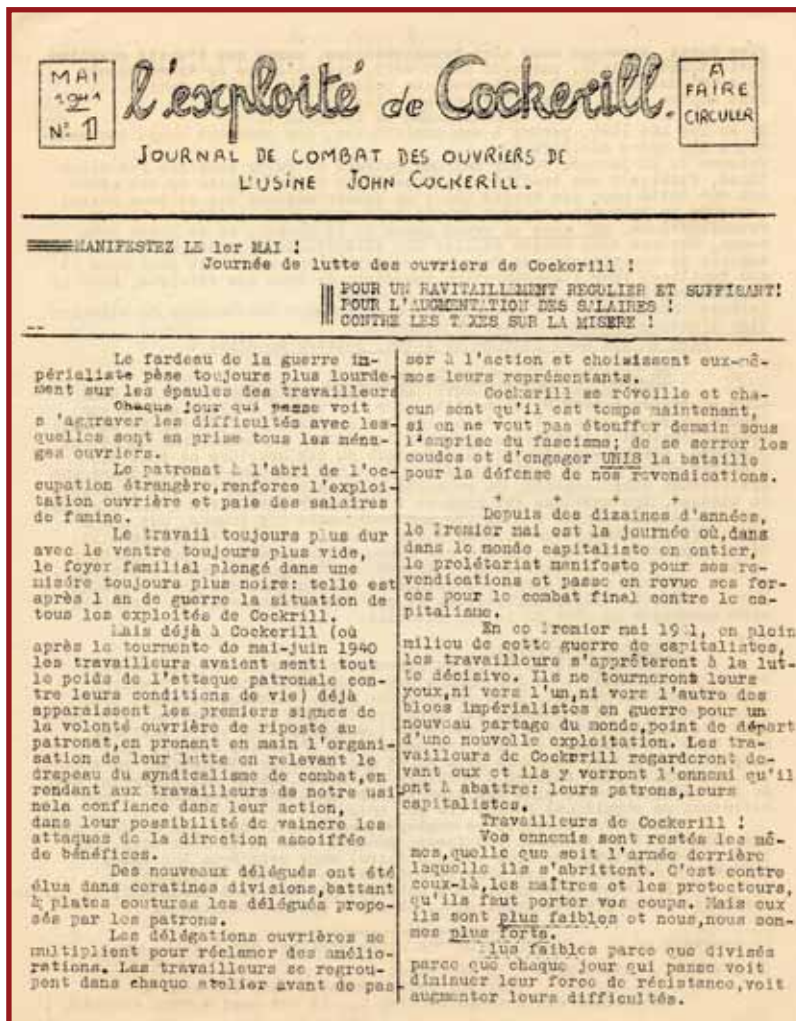 MAI
1941
N° 1
l'exploité de Cockerill.
A
FAIRE
CIRCULER
JOURNAL DE COMBAT DES OUVRIERS DE
L'USINE JOHN COCKERILL.
MANIFESTEZ LE 1er MAI !
Journée de lutte des ouvriers de Cockerill !
POUR UN RAVITAILLEMENT REGULIER ET SUFFISANT!
POUR L'AUGMENTATION DES SALAIRES !
CONTRE LES TAXES SUR LA MISERE !
Le fardeau de la guerre im-
périaliste pèse toujours plus lourde-
ment sur les épaules des travailleurs
Chaque jour qui passe voit
s'aggraver les difficultés avec les-
quelles sont en prise tous les ména-
ges ouvriers.
Le patronat à l'abri de l'oc-
cupation étrangère,renforce l'exploi-
tation ouvrière et paie des salaires
de famine.
Le travail toujours plus dur
avec le ventre toujours plus vide,
le foyer familial plongé dans une
misére toujours plus noire: telle est
après 1 an de guerre la situation de
tous les exploités de Cockrill.
Mais déjà à Cockerill (où
après la tourmente de mai-juin 1940
les travailleurs avaient senti tout
le poids de l'attaque patronale con-
tre leurs conditions de vie) déjà
apparaissent les premiers signes de
la volonté ouvrière de riposte au
patronat,en prenant en main l'organi-
sation de leur lutte en relevant le
drapeau du syndicalisme de combat,en
rendant aux travailleurs de notre usi
nela confiance dans leur action,
dans leur possibilité de vaincre les
attaques de la direction assoiffée
de bénéfices.
Des nouveaux délégués ont été
élus dans coratines divisions,battant
à plates coutures les délégués propo-
sés par les patrons.
Les délégations ouvrières se
multiplient pour réclamer des amélio-
rations. Les travailleurs se regrou-
pent dans chaque atelier avant de pas-
ser à l'action et choisissent eux-mê-
mes leurs représentants.
Cockerill se réveille et cha-
cun sent qu'il est temps maintenant,
si on ne veut pas étouffer demain sous
l'emprise du fascisme; de se serrer les
coudes et d'engager UNIS la bataille
pour la défense de nos revendications.
+ + + +
Depuis des dizaines d'années,
le Premier mai est la journée où,dans
dans le monde capitaliste en entier,
le prolétariat manifeste pour ses re-
vendications et passe en revue ses for-
ces pour le combat final contre le ca-
pitalisme.
En ce Premier mai 1941, en plein
milieu de cette guerre de capitalistes,
les travailleurs s'apprêteront à la lut-
te décisive. Ils ne tourneront leurs
yeux,ni vers l'un,ni vers l'autre des
blocs impérialistes en guerre pour un
nouveau partage du monde,point de départ
d'une nouvelle exploitation. Les tra-
vailleurs de Cockerill regarderont de-
vant eux et ils y verront l'ennemi qu'il
ont à abattre: leurs patrons,leurs
capitalistes.
Travailleurs de Cockerill !
Vos ennemis sont restés les mê-
mes,quelle que soit l'armée derrière
laquelle ils s'abrittent. C'est contre
ceux-là,les maîtres et les protecteurs,
qu'ils faut porter vos coups. Mais eux
ils sont plus faibles et nous,nous som-
mes plus forts.
Plus faibles parce que divisés
parce que chaque jour qui passe voit
diminuer leur force de résistance,voit
augmenter leurs difficultés.